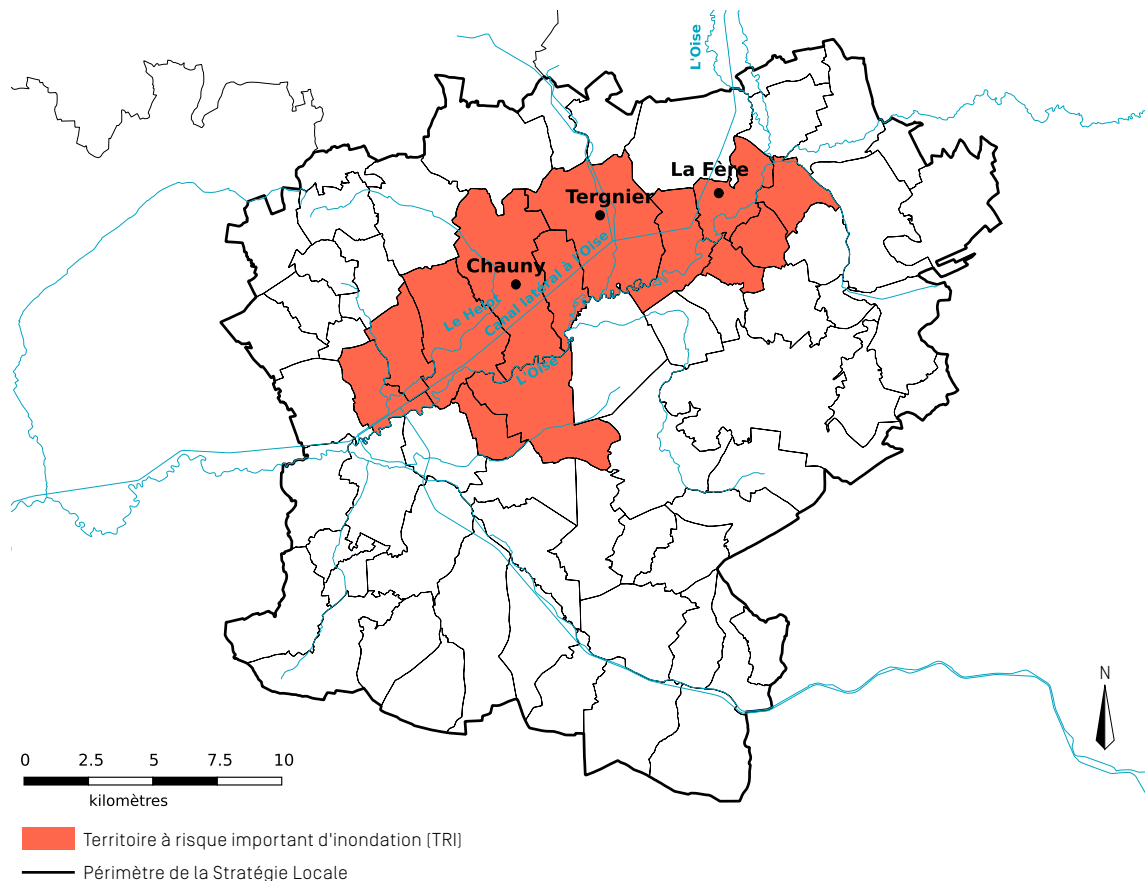 L'Oise
La Fère
Tergnier
Chauny
Le Helot
Canal latéral à l'Oise
L'Oise
N
0 2.5 5 7.5 10
kilomètres
Territoire à risque important d'inondation (TRI)
Périmètre de la Stratégie Locale